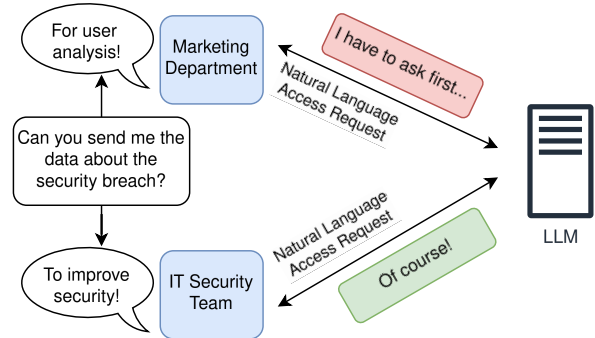 For user
analysis!
Marketing
Department
I have to ask first...
Natural Language
Access Request
Can you send me the
data about the
security breach?
LLM
Natural Language
Access Request
Of course!
To improve
security!
IT Security
Team